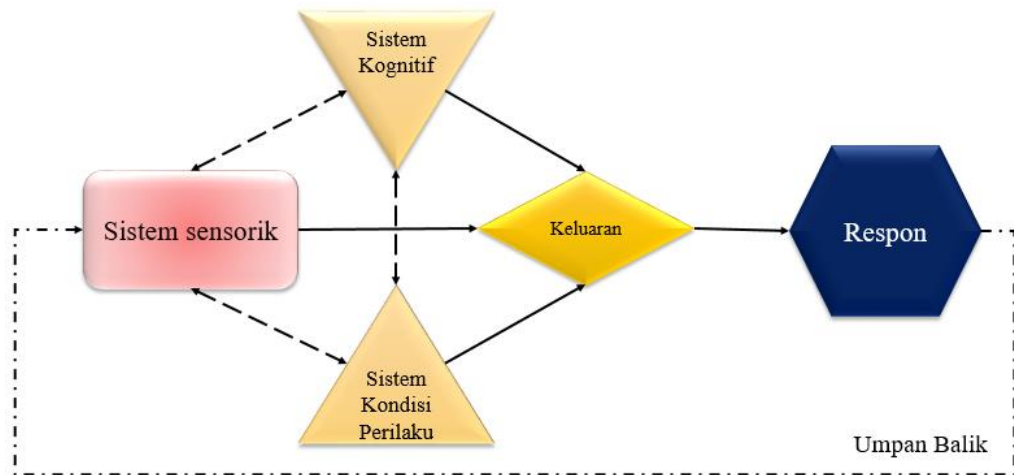 Sistem
Kognitif
Sistem sensorik
Keluaran
Respon
Sistem
Kondisi
Perilaku
Umpan Balik